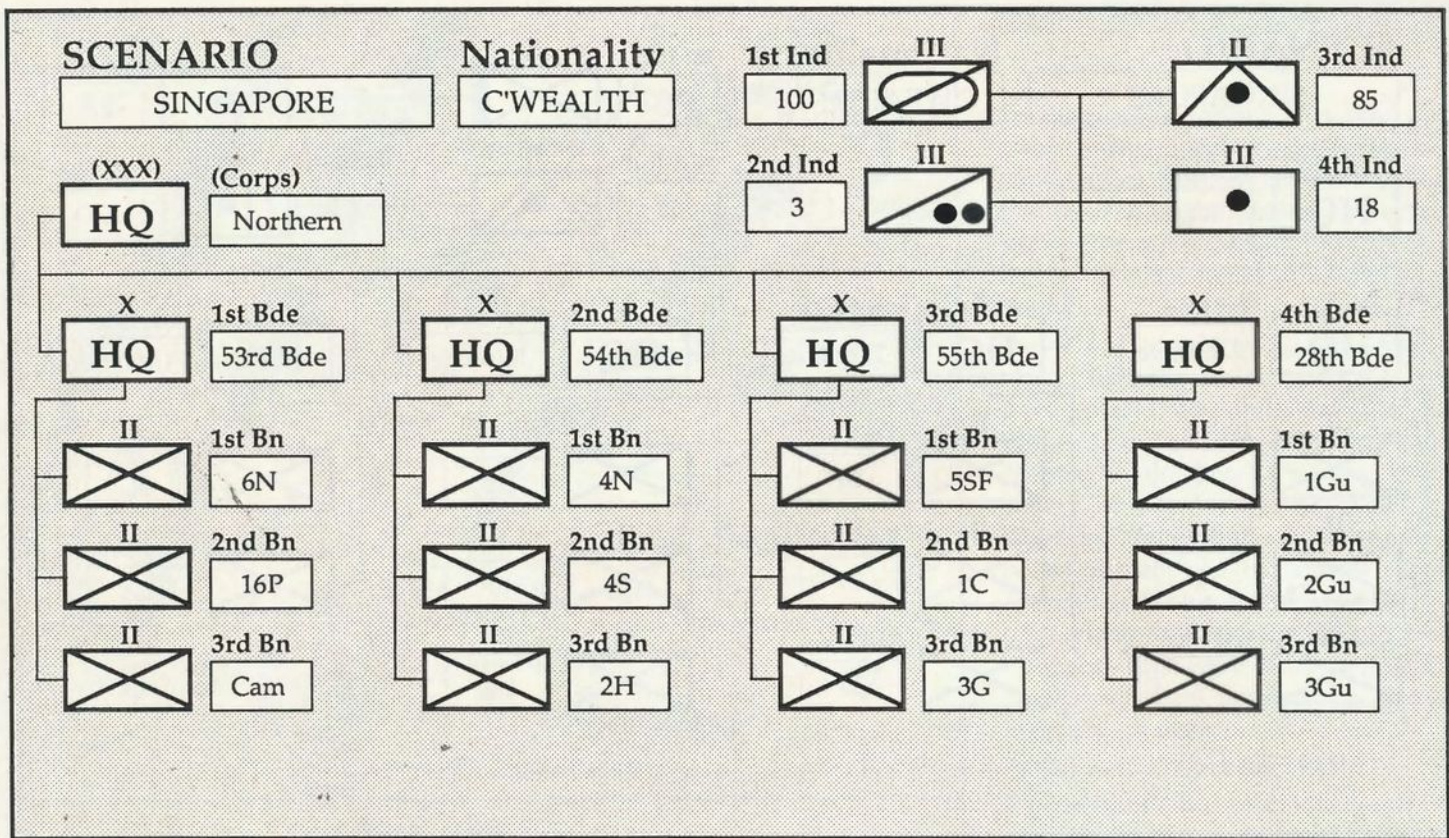 SCENARIO Nationality
SINGAPORE C'WEALTH
1st Ind III II 3rd Ind
100 85
2nd Ind III III 4th Ind
3 18
(XXX) (Corps)
HQ Northern
X 1st Bde X 2nd Bde X 3rd Bde X 4th Bde
HQ 53rd Bde HQ 54th Bde HQ 55th Bde HQ 28th Bde
II 1st Bn II 1st Bn II 1st Bn II 1st Bn
6N 4N 5SF 1Gu
II 2nd Bn II 2nd Bn II 2nd Bn II 2nd Bn
16P 4S 1C 2Gu
II 3rd Bn II 3rd Bn II 3rd Bn II 3rd Bn
Cam 2H 3G 3Gu